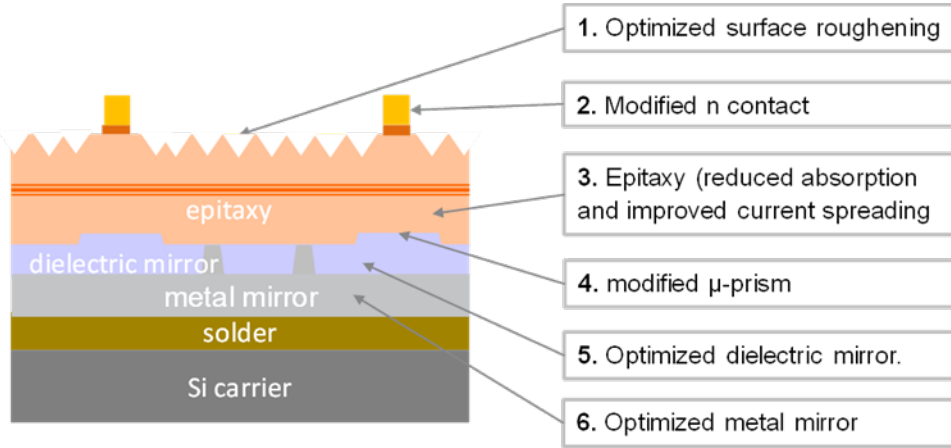 1. Optimized surface roughening
2. Modified n contact
3. Epitaxy (reduced absorption
and improved current spreading
4. modified µ-prism
5. Optimized dielectric mirror.
6. Optimized metal mirror
epitaxy
dielectric mirror
metal mirror
solder
Si carrier